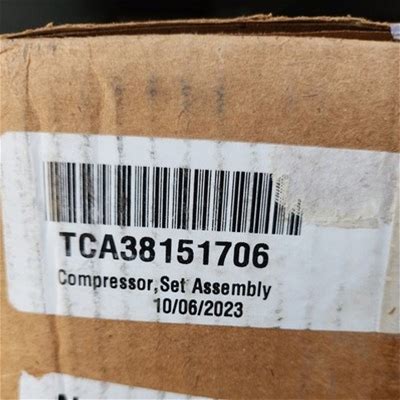 TCA38151706
Compressor,Set Assembly
10/06/2023